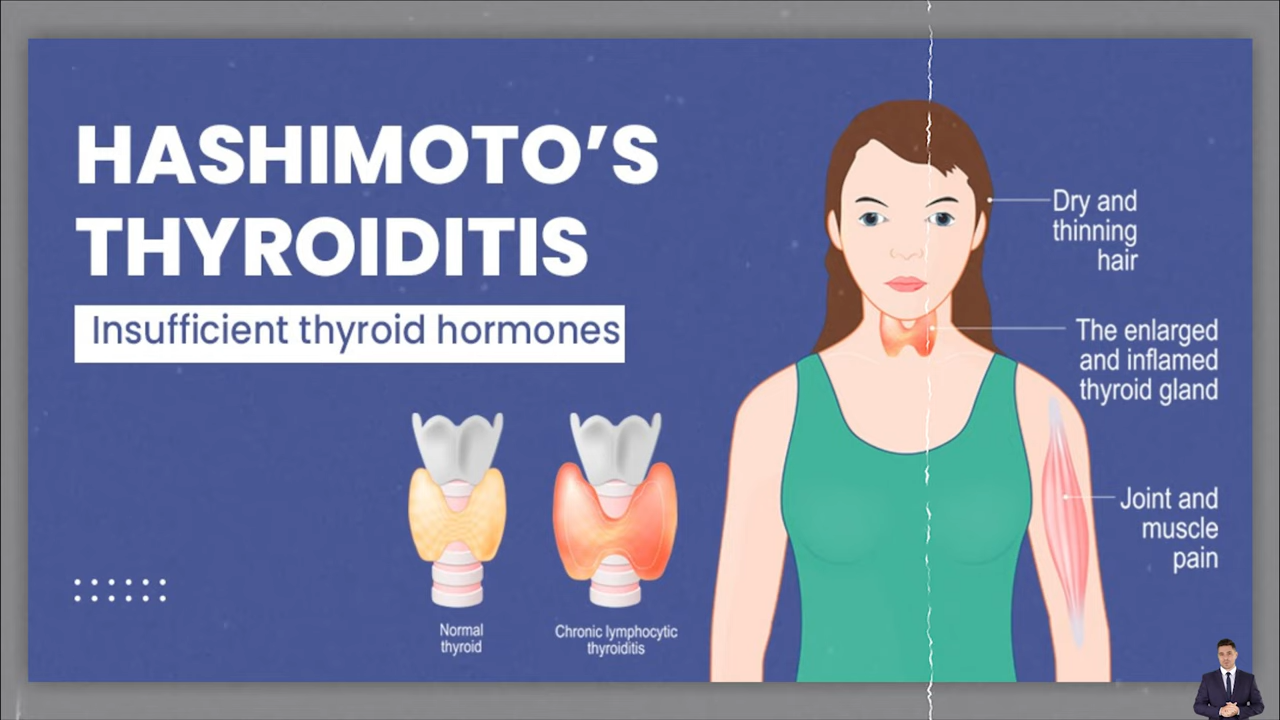 HASHIMOTO’S
THYROIDITIS
Insufficient thyroid hormones
Dry and
thinning
hair
The enlarged
and inflamed
thyroid gland
Joint and
muscle
pain
Normal
thyroid
Chronic lymphocytic
thyroiditis